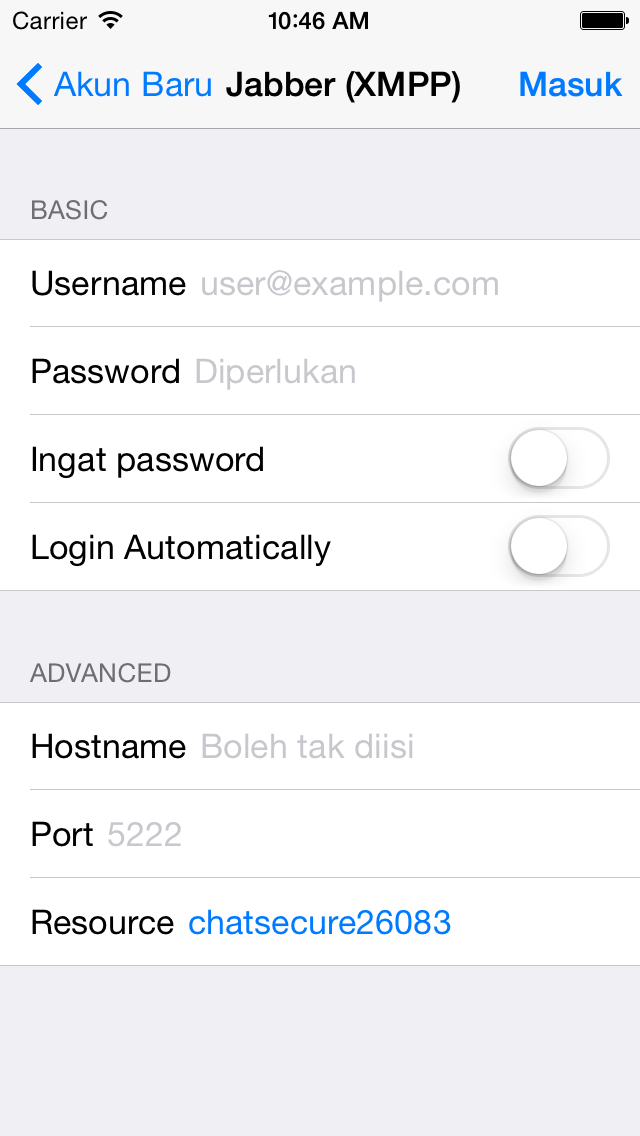 Carrier 10:46 AM
Akun Baru Jabber (XMPP) Masuk
BASIC
Username user@example.com
Password Diperlukan
Ingat password
Login Automatically
ADVANCED
Hostname Boleh tak diisi
Port 5222
Resource chatsecure26083